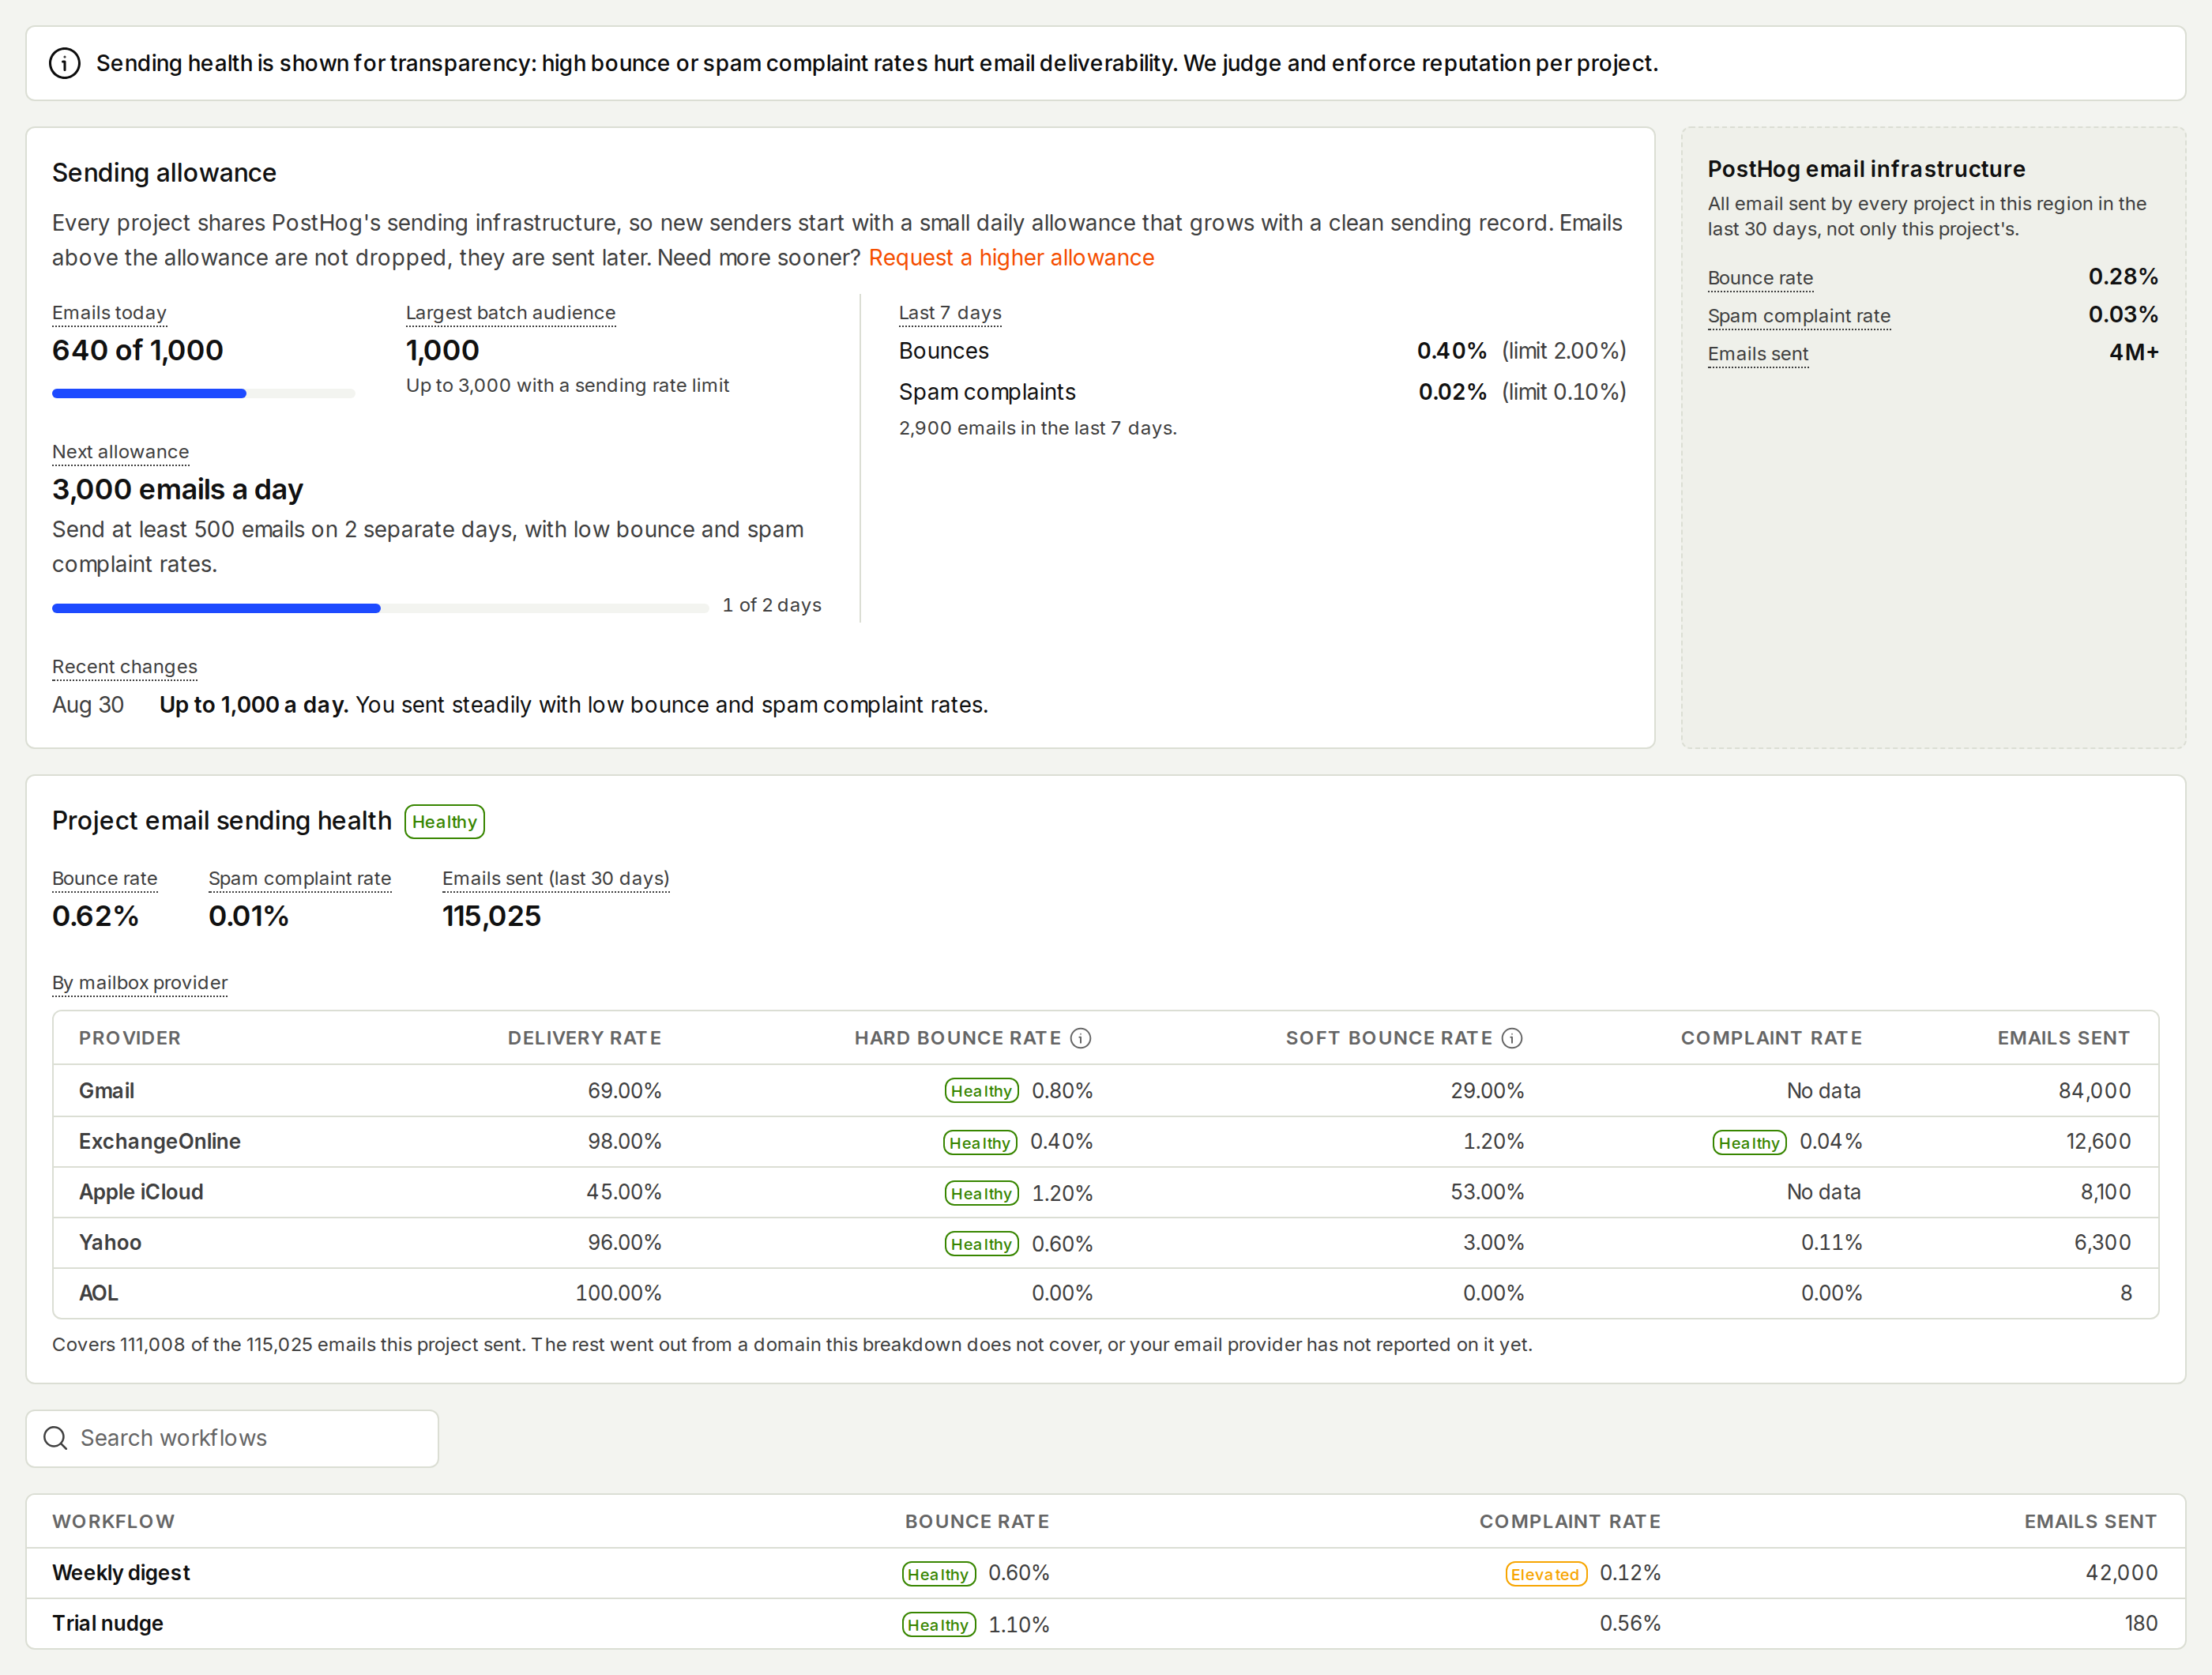 Sending health is shown for transparency: high bounce or spam complaint rates hurt email deliverability. We judge and enforce reputation per project.
Sending allowance
Every project shares PostHog's sending infrastructure, so new senders start with a small daily allowance that grows with a clean sending record. Emails
above the allowance are not dropped, they are sent later. Need more sooner? Request a higher allowance
Emails today
640 of 1,000
Largest batch audience
1,000
Up to 3,000 with a sending rate limit
Next allowance
3,000 emails a day
Send at least 500 emails on 2 separate days, with low bounce and spam
complaint rates.
1 of 2 days
Last 7 days
Bounces 0.40% (limit 2.00%)
Spam complaints 0.02% (limit 0.10%)
2,900 emails in the last 7 days.
Recent changes
Aug 30 Up to 1,000 a day. You sent steadily with low bounce and spam complaint rates.
PostHog email infrastructure
All email sent by every project in this region in the
last 30 days, not only this project's.
Bounce rate 0.28%
Spam complaint rate 0.03%
Emails sent 4M+
Project email sending health Healthy
Bounce rate Spam complaint rate Emails sent (last 30 days)
0.62% 0.01% 115,025
By mailbox provider
PROVIDER DELIVERY RATE HARD BOUNCE RATE SOFT BOUNCE RATE COMPLAINT RATE EMAILS SENT
Gmail 69.00% Healthy 0.80% 29.00% No data 84,000
ExchangeOnline 98.00% Healthy 0.40% 1.20% Healthy 0.04% 12,600
Apple iCloud 45.00% Healthy 1.20% 53.00% No data 8,100
Yahoo 96.00% Healthy 0.60% 3.00% 0.11% 6,300
AOL 100.00% 0.00% 0.00% 0.00% 8
Covers 111,008 of the 115,025 emails this project sent. The rest went out from a domain this breakdown does not cover, or your email provider has not reported on it yet.
Search workflows
WORKFLOW BOUNCE RATE COMPLAINT RATE EMAILS SENT
Weekly digest Healthy 0.60% Elevated 0.12% 42,000
Trial nudge Healthy 1.10% 0.56% 180